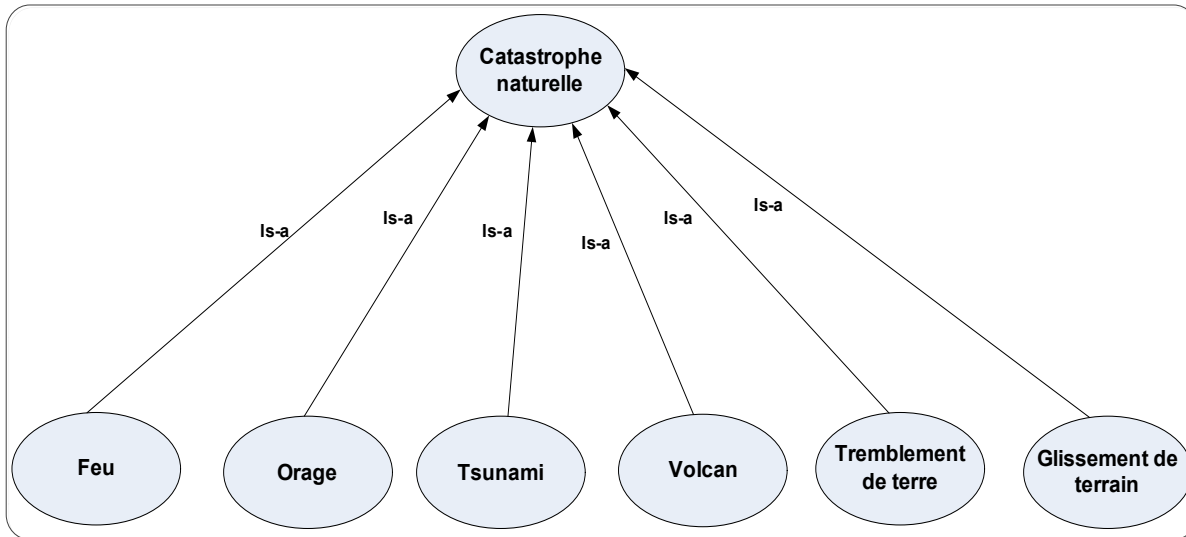 Catastrophe
naturelle
Is-a
Is-a
Is-a
Is-a
Is-a
Is-a
Feu
Orage
Tsunami
Volcan
Tremblement
de terre
Glissement de
terrain